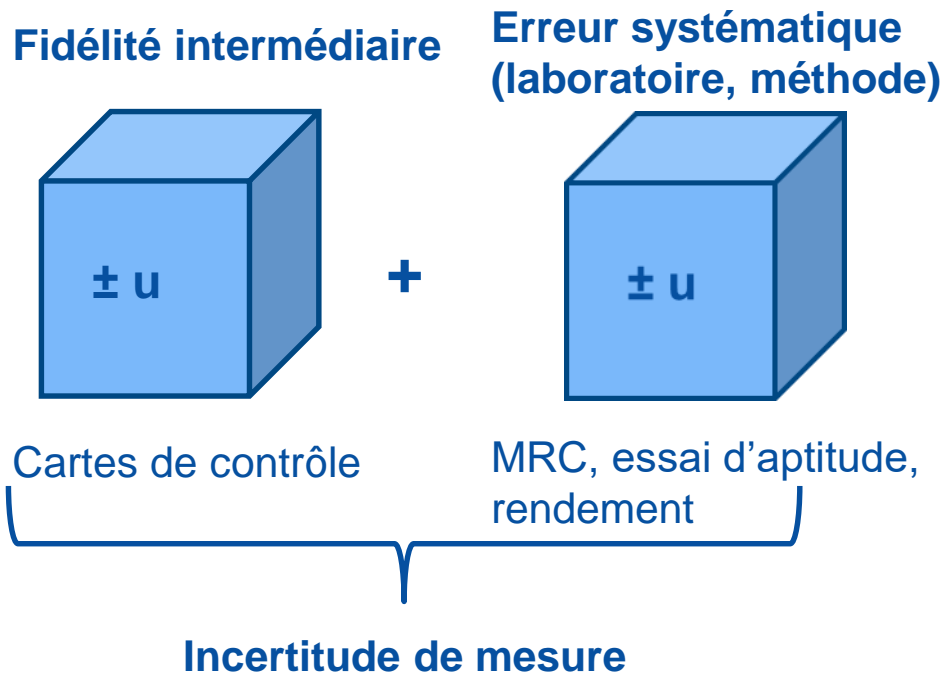 Fidélité intermédiaire
Erreur systématique
(laboratoire, méthode)
± u
+
± u
Cartes de contrôle
MRC, essai d’aptitude,
rendement
Incertitude de mesure